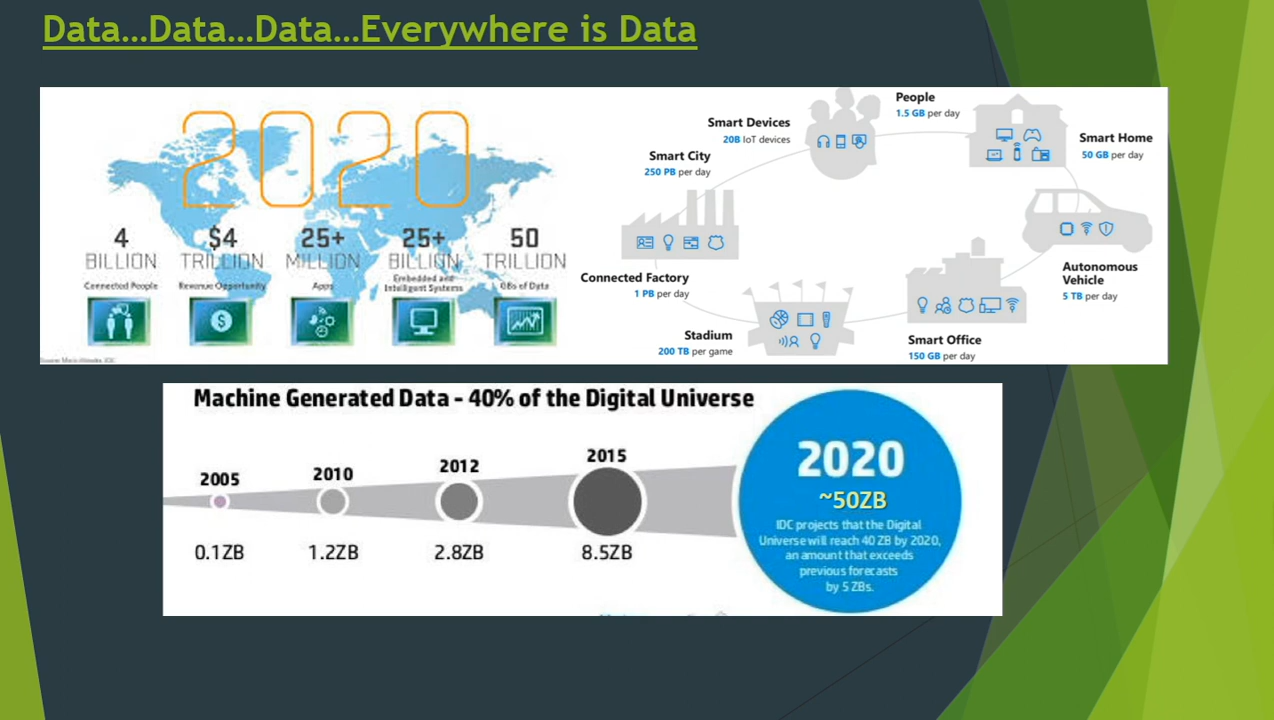 Data...Data...Data...Everywhere is Data
2020
4
BILLION
Connected People
$4
TRILLION
Revenue Opportunity
25+
MILLION
Apps
25+
BILLION
Embedded and
Intelligent Systems
50
TRILLION
GBs of Data
People
1.5 GB per day
Smart Devices
20B IoT devices
Smart Home
50 GB per day
Smart City
250 PB per day
Autonomous
Vehicle
5 TB per day
Connected Factory
1 PB per day
Stadium
200 TB per game
Smart Office
150 GB per day
Machine Generated Data - 40% of the Digital Universe
2005
0.1ZB
2010
1.2ZB
2012
2.8ZB
2015
8.5ZB
2020
~50ZB
IDC projects that the Digital
Universe will reach 40 ZB by 2020,
an amount that exceeds
previous forecasts
by 5 ZBs.